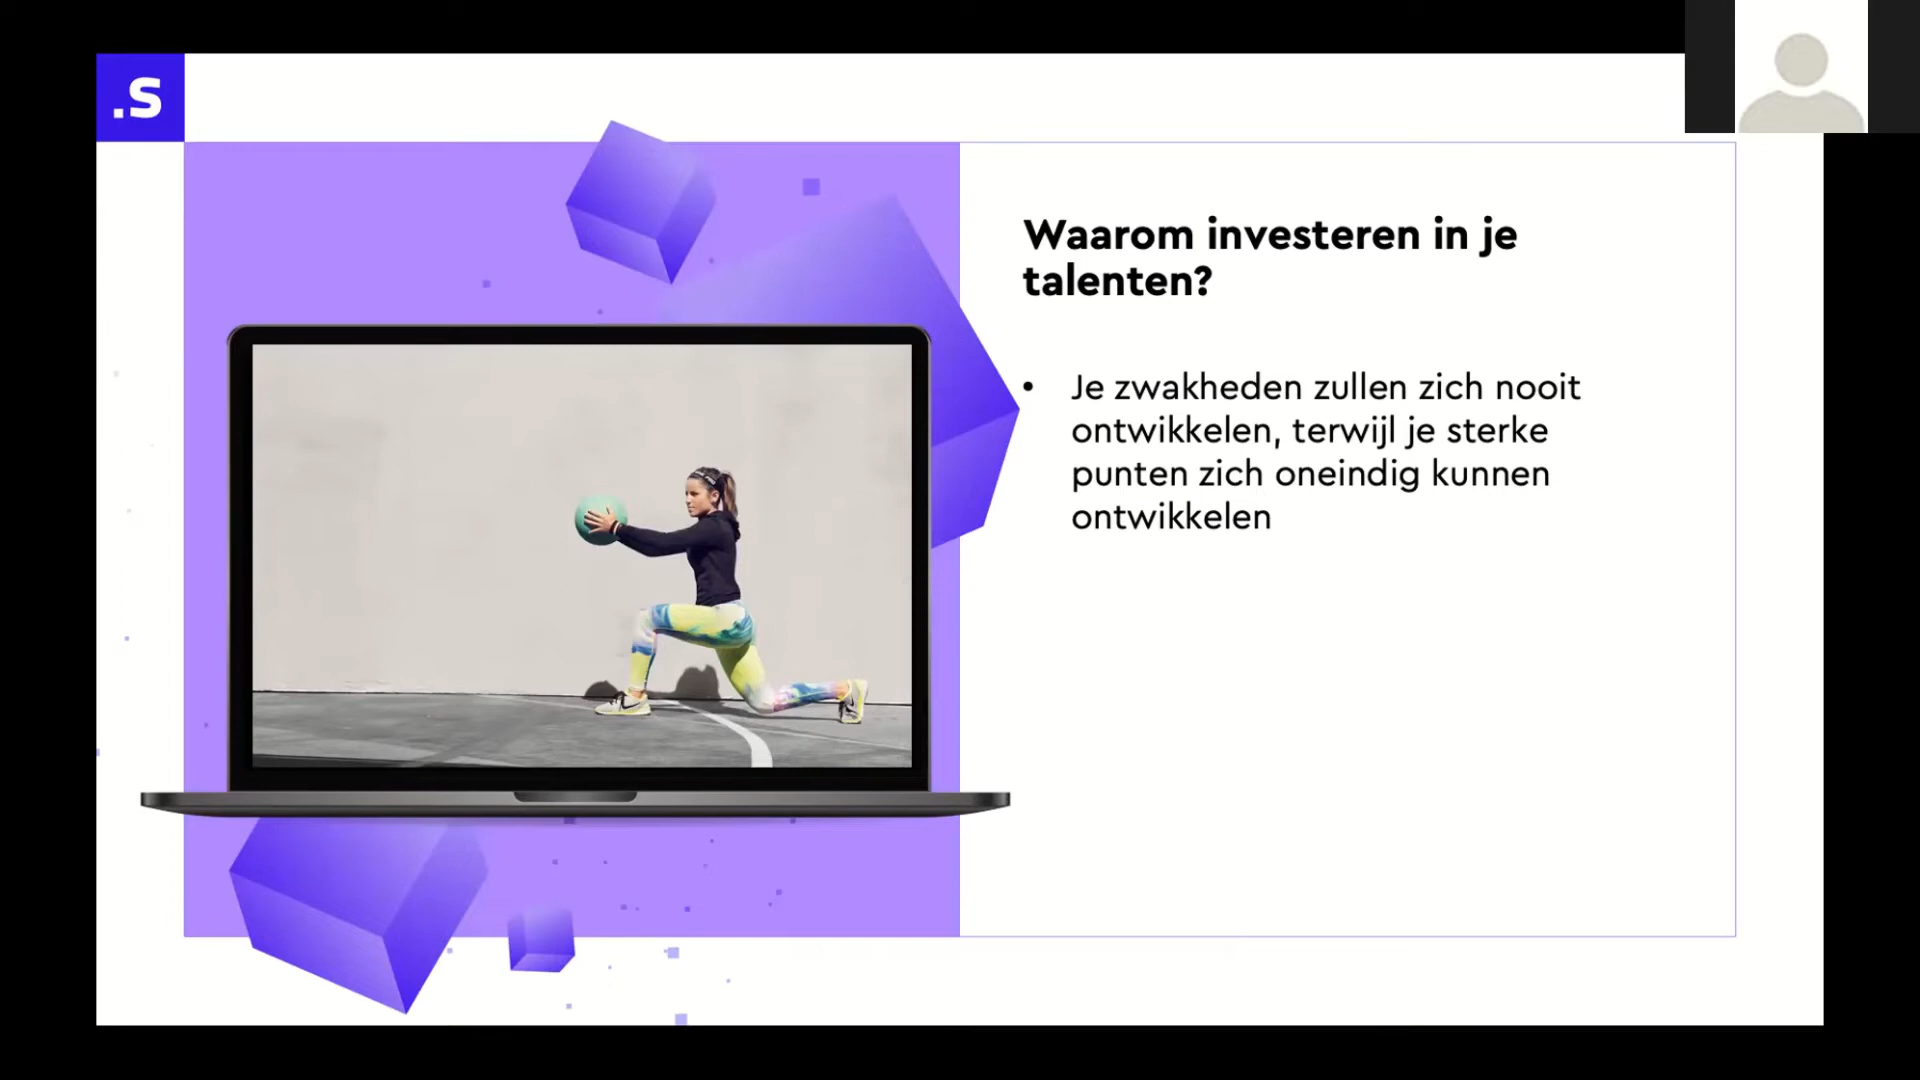 .S
Waarom investeren in je
talenten?
• Je zwakheden zullen zich nooit
ontwikkelen, terwijl je sterke
punten zich oneindig kunnen
ontwikkelen